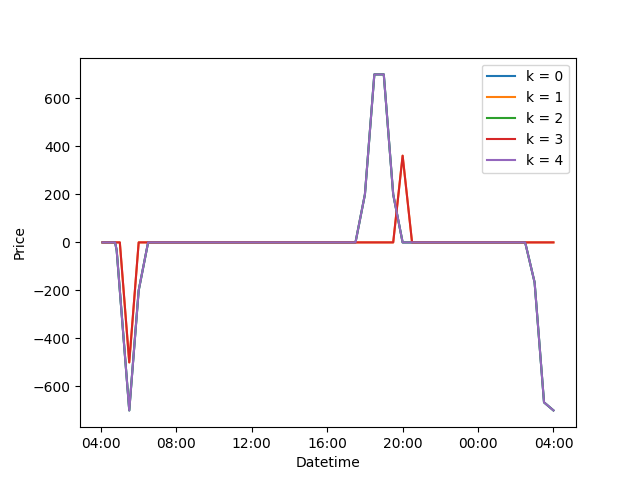 k = 0
k = 1
k = 2
k = 3
k = 4
600
400
200
0
−200
−400
−600
Price
04:00 08:00 12:00 16:00 20:00 00:00 04:00
Datetime